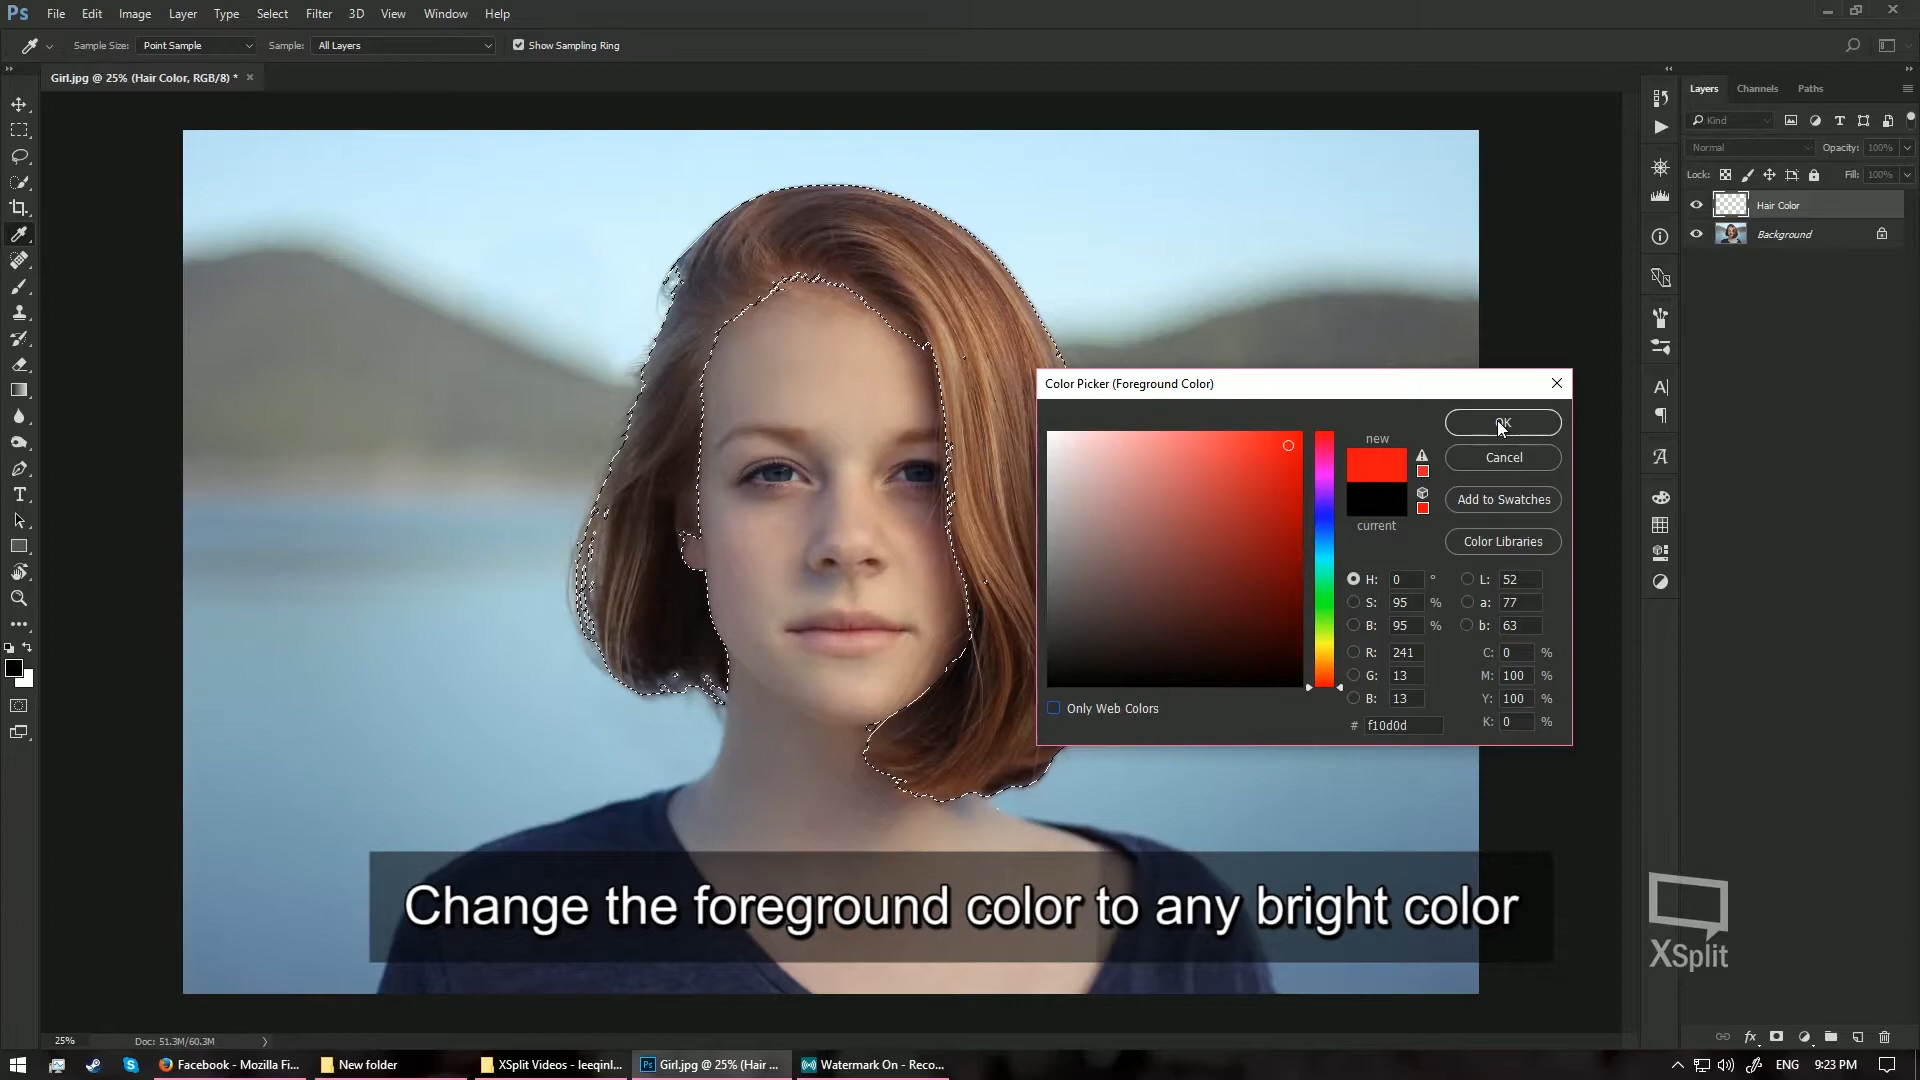 Ps File Edit Image Layer Type Select Filter 3D View Window Help
Sample Size: Point Sample Sample: All Layers Show Sampling Ring
Girl.jpg @ 25% (Hair Color, RGB/8) * ×
Layers Channels Paths
Kind
Normal Opacity: 100%
Lock: Fill: 100%
Hair Color
Background
Color Picker (Foreground Color)
new
current
OK
Cancel
Add to Swatches
Color Libraries
H: 0 ° L: 52
S: 95 % a: 77
B: 95 % b: 63
R: 241 C: 0 %
G: 13 M: 100 %
B: 13 Y: 100 %
# f10d0d K: 0 %
Only Web Colors
Change the foreground color to any bright color
XSplit
25% Doc: 51.3M/60.3M
Facebook - Mozilla Fi... New folder XSplit Videos - leeqinl... Ps Girl.jpg @ 25% (Hair ... Watermark On - Reco... ENG 9:23 PM